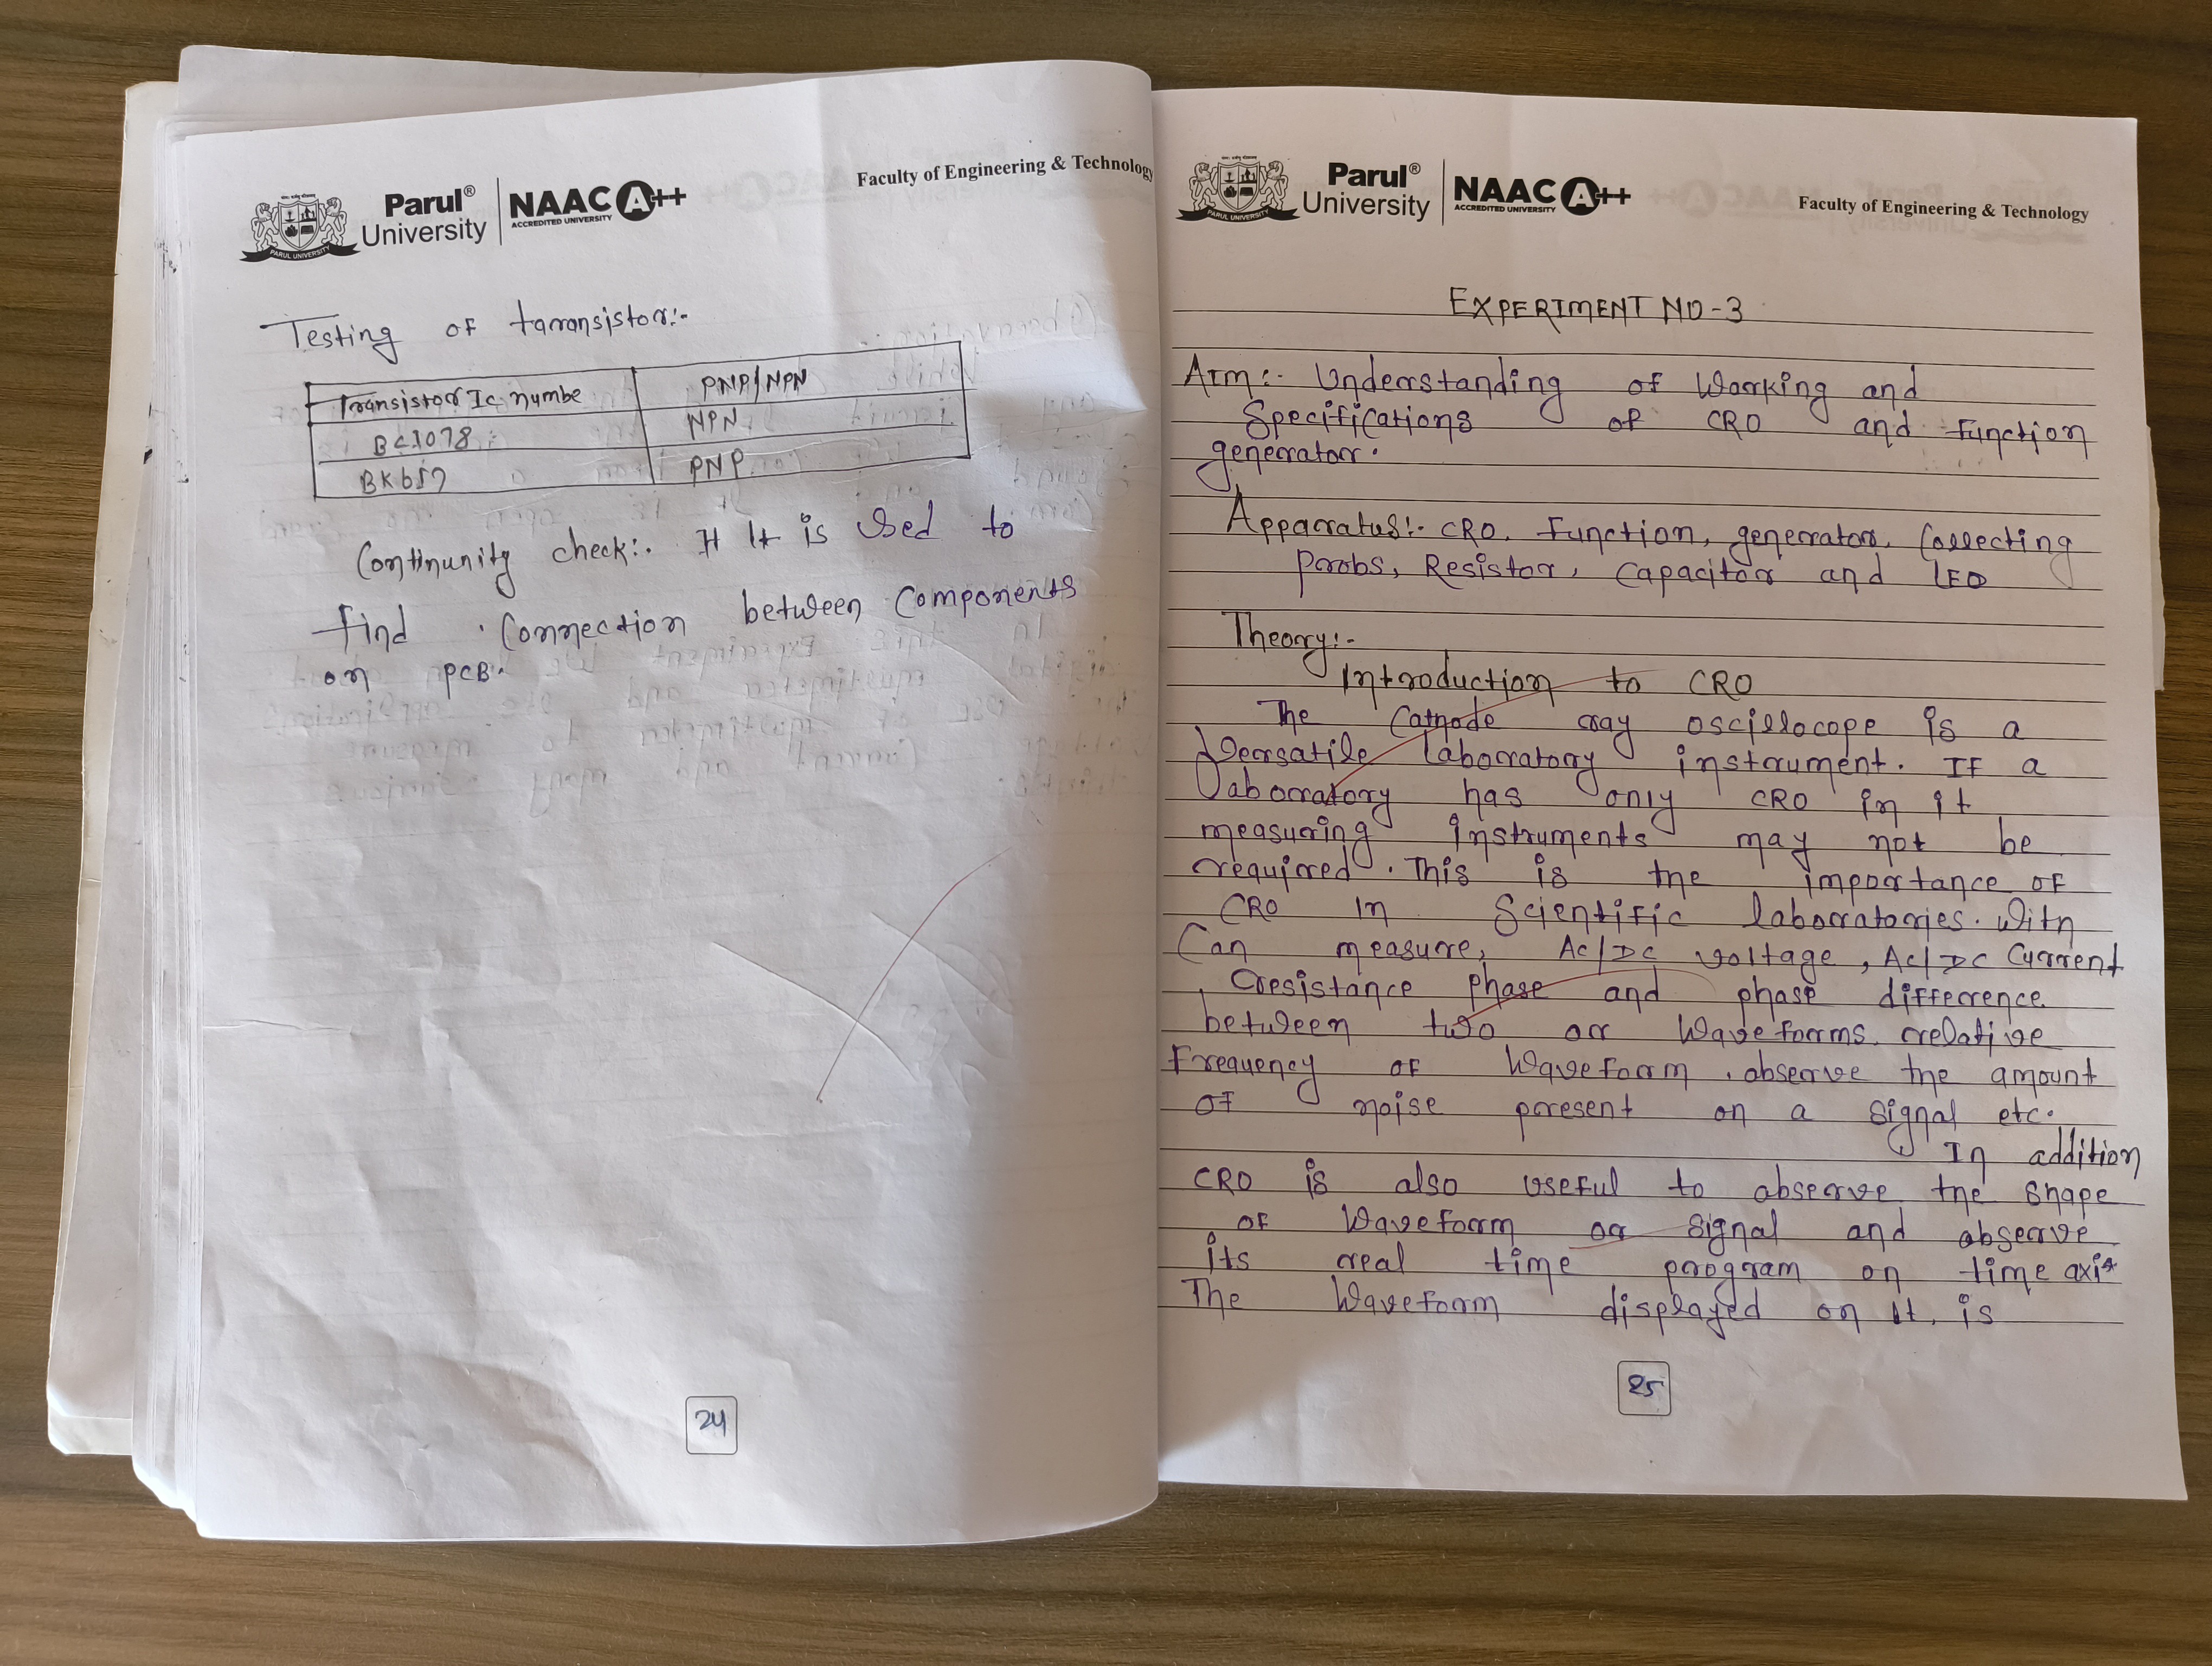 Parul® University
NAAC A++
ACCREDITED UNIVERSITY
PARUL UNIVERSITY
Faculty of Engineering & Technology
Testing of taransistor:-
Transistor Ic numbe PNP/NPN
BC1078 NPN
BK657 PNP
Continunity check:. If It is Used to
find connection between components
on PCB.
24
Parul® University
NAAC A++
ACCREDITED UNIVERSITY
PARUL UNIVERSITY
Faculty of Engineering & Technology
EXPERIMENT NO-3
AIM:- Understanding of Working and
Specifications of CRO and function
generator.
Apparatus:- CRO, Function, generator, Collecting
probs, Resistor, Capacitor and LED
Theory:-
Introduction to CRO
The Cathode ray oscillocope is a
Versatile laboratory instrument. IF a
laboratory has only CRO in it
measuring instruments may not be
required. This is the importance of
CRO in Scientific laboratories. With
Can measure, AC/DC voltage, AC/DC Current
, resistance phase and phase difference
between two or Waveforms. relative
Frequency of Waveform. observe the amount
of noise present on a signal etc.
In addition
CRO is also useful to observe the shape
of Waveform or signal and observe
its real time program on time axis
The Waveform displayed on it, is
25